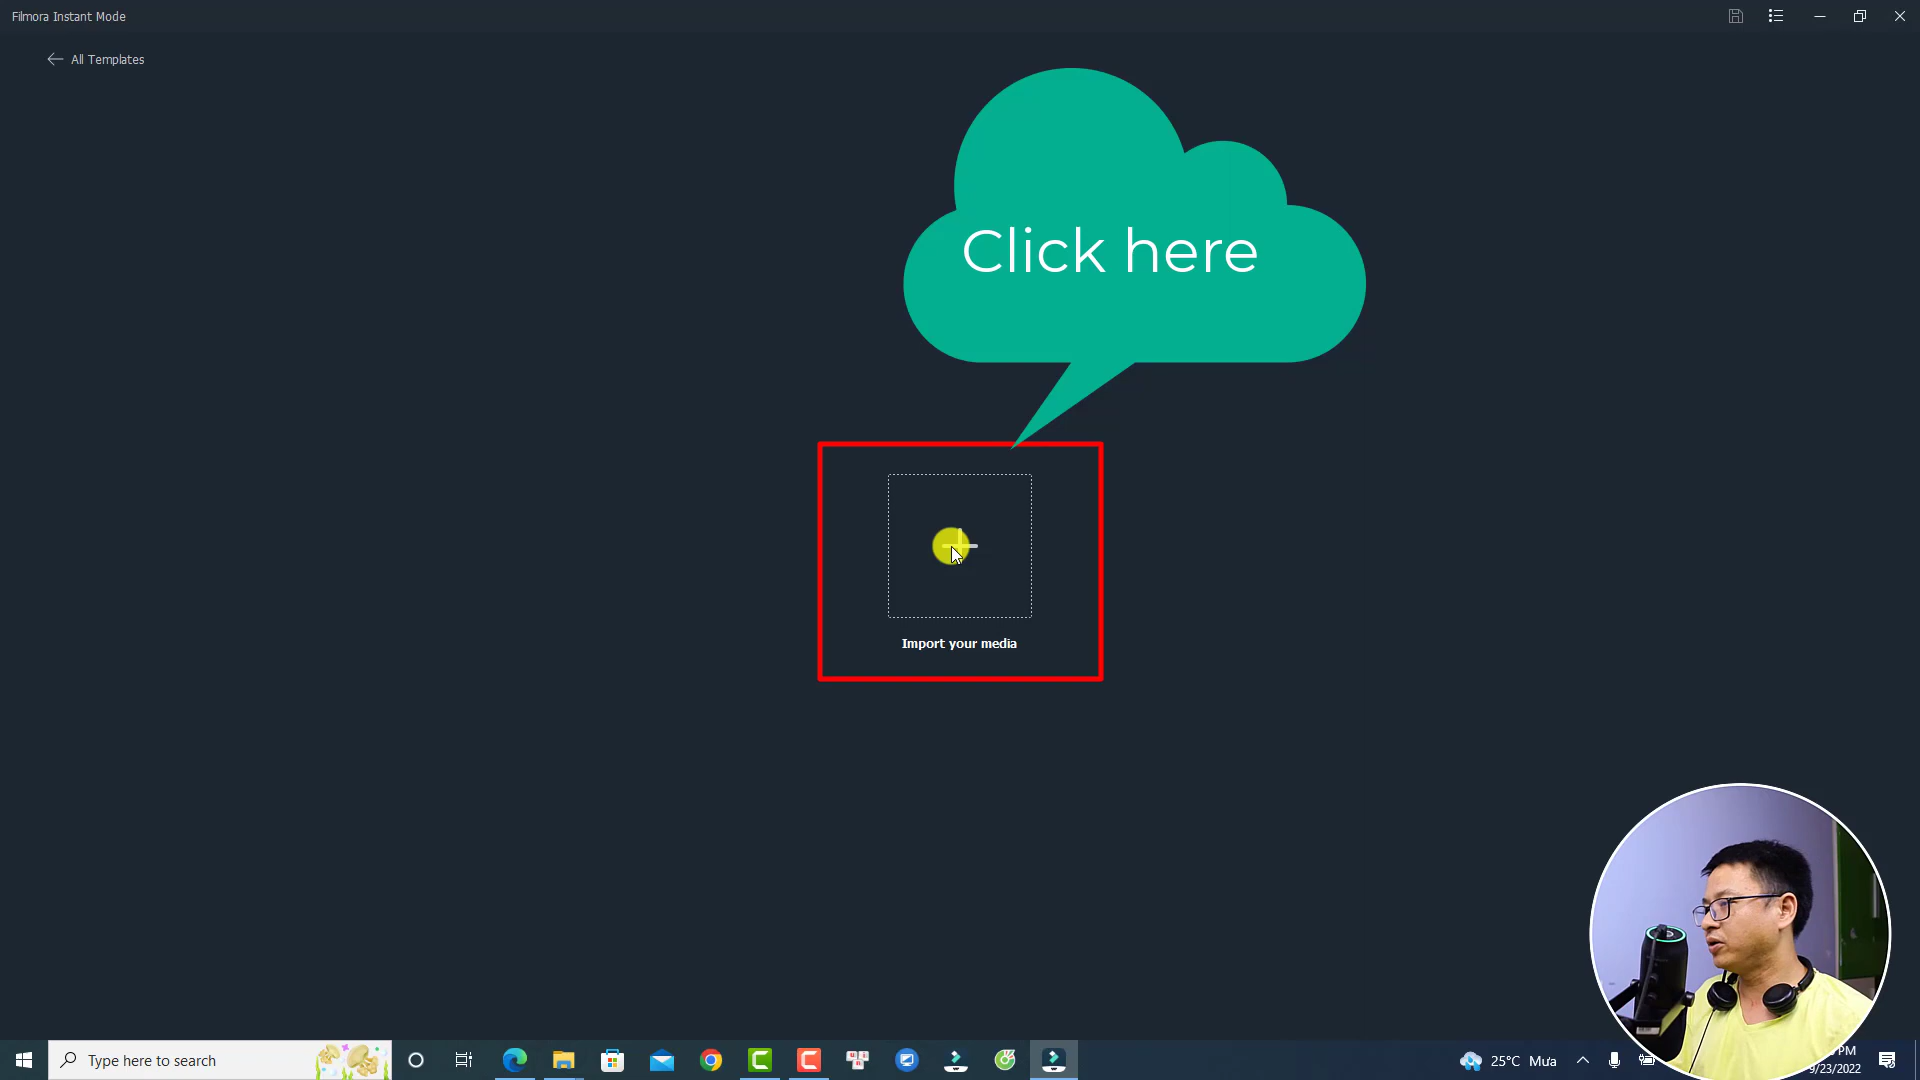 Filmora Instant Mode
All Templates
Click here
Import your media
Type here to search
25°C Mưa
PM
9/23/2022